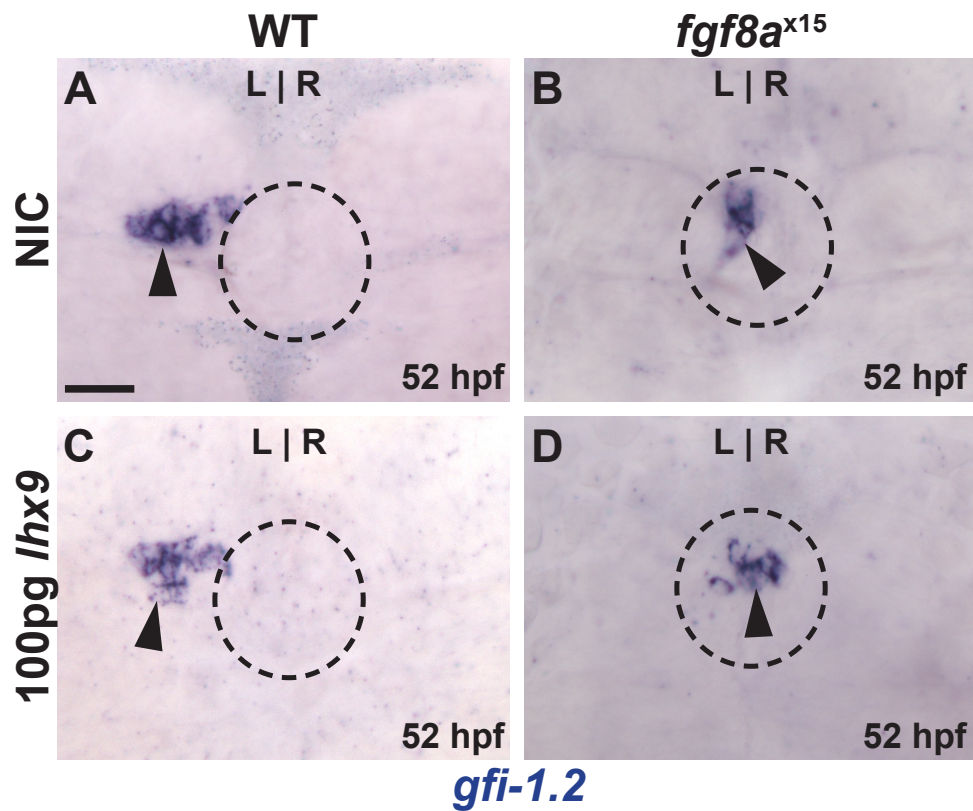 WT
fgf8a^x15
A
L | R
B
L | R
NIC
52 hpf
52 hpf
C
L | R
D
L | R
100pg lhx9
52 hpf
52 hpf
gfi-1.2